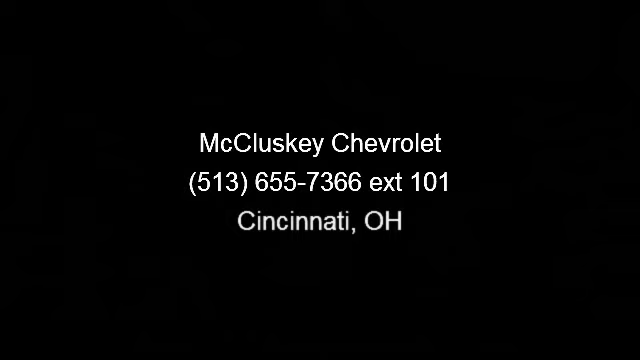 McCluskey Chevrolet
(513) 655-7366 ext 101
Cincinnati, OH